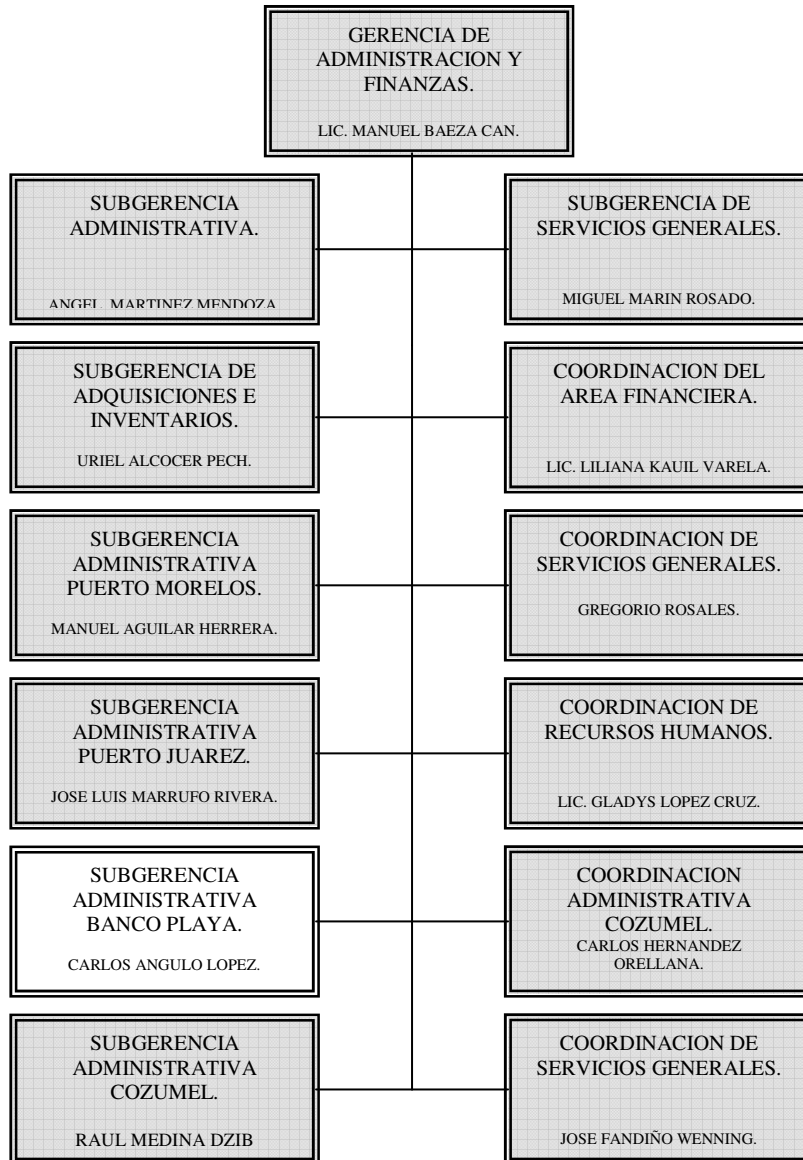 GERENCIA DE
ADMINISTRACION Y
FINANZAS.
LIC. MANUEL BAEZA CAN.
SUBGERENCIA
ADMINISTRATIVA.
ANGEL MARTINEZ MENDOZA
SUBGERENCIA DE
SERVICIOS GENERALES.
MIGUEL MARIN ROSADO.
SUBGERENCIA DE
ADQUISICIONES E
INVENTARIOS.
URIEL ALCOCER PECH.
COORDINACION DEL
AREA FINANCIERA.
LIC. LILIANA KAUIL VARELA.
SUBGERENCIA
ADMINISTRATIVA
PUERTO MORELOS.
MANUEL AGUILAR HERRERA.
COORDINACION DE
SERVICIOS GENERALES.
GREGORIO ROSALES.
SUBGERENCIA
ADMINISTRATIVA
PUERTO JUAREZ.
JOSE LUIS MARRUFO RIVERA.
COORDINACION DE
RECURSOS HUMANOS.
LIC. GLADYS LOPEZ CRUZ.
SUBGERENCIA
ADMINISTRATIVA
BANCO PLAYA.
CARLOS ANGULO LOPEZ.
COORDINACION
ADMINISTRATIVA
COZUMEL.
CARLOS HERNANDEZ
ORELLANA.
SUBGERENCIA
ADMINISTRATIVA
COZUMEL.
RAUL MEDINA DZIB
COORDINACION DE
SERVICIOS GENERALES.
JOSE FANDIÑO WENNING.